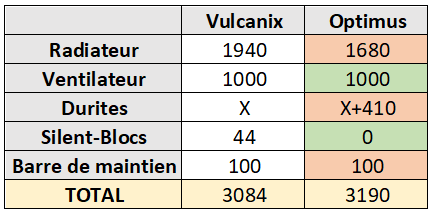 Vulcanix Optimus
Radiateur 1940 1680
Ventilateur 1000 1000
Durites X X+410
Silent-Blocs 44 0
Barre de maintien 100 100
TOTAL 3084 3190